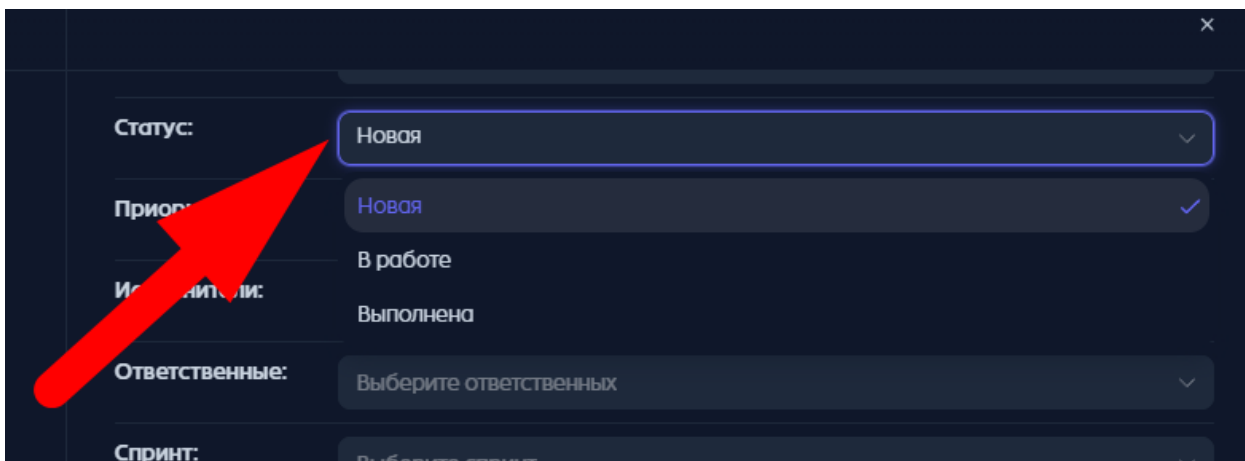 Статус:
Новая
Новая
В работе
Выполнена
Ответственные:
Выберите ответственных
Спринт: